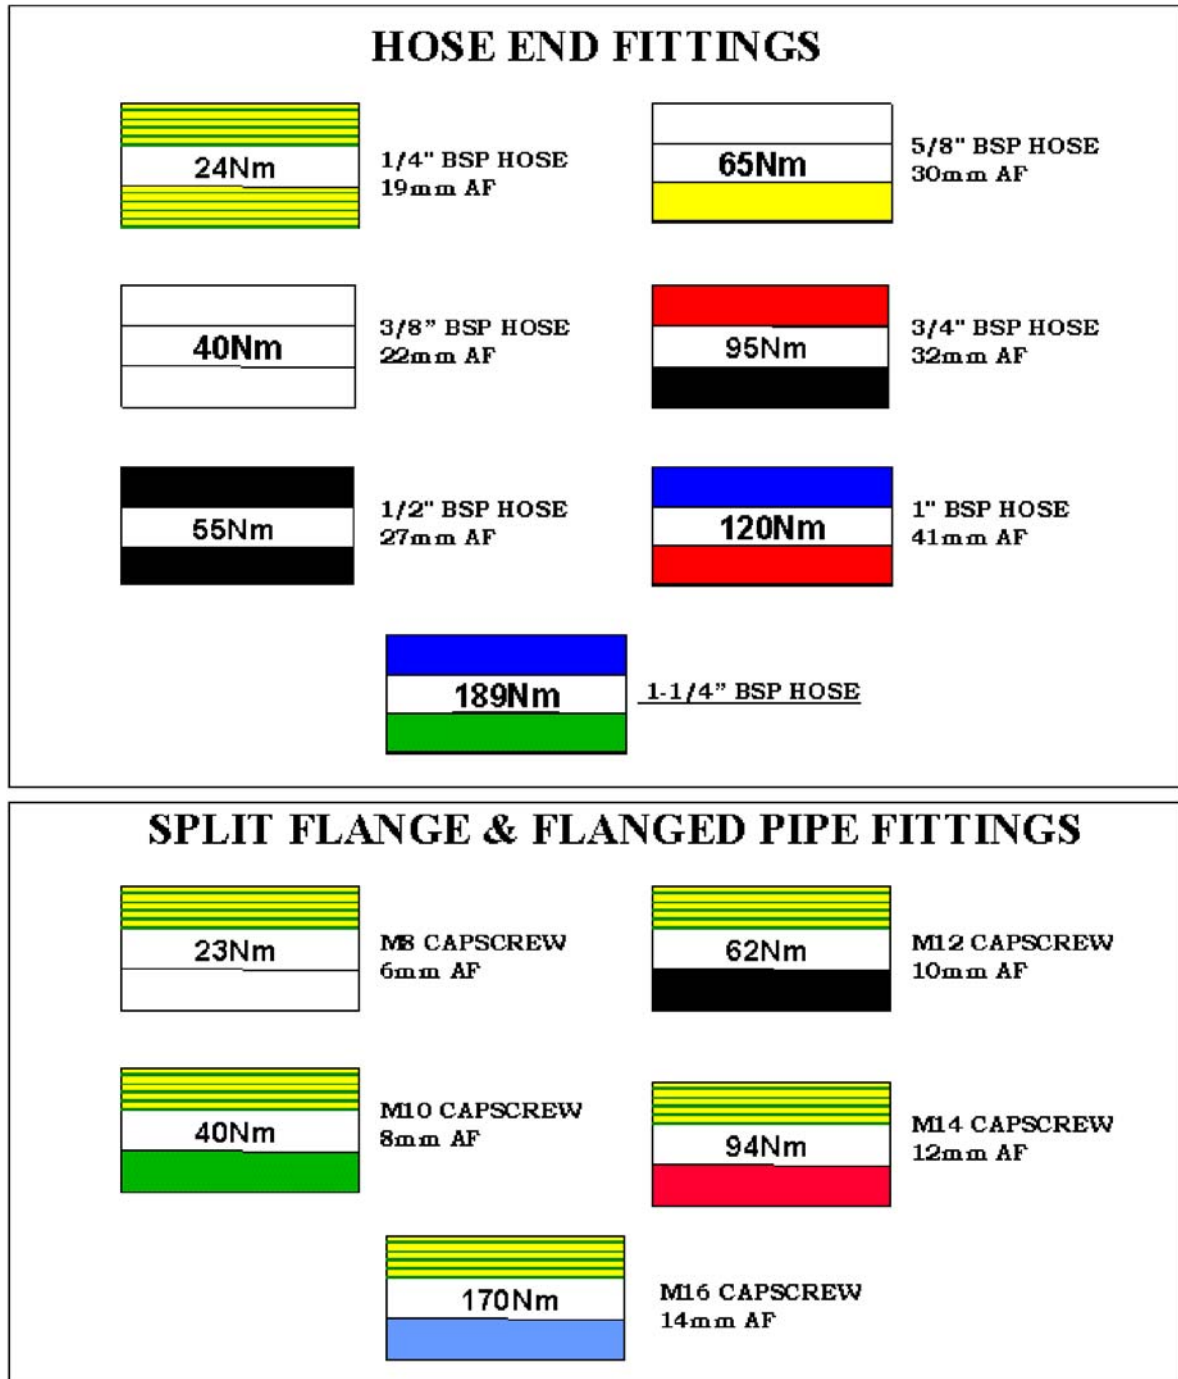 HOSE END FITTINGS
24Nm
1/4" BSP HOSE
19mm AF
65Nm
5/8" BSP HOSE
30mm AF
40Nm
3/8” BSP HOSE
22mm AF
95Nm
3/4" BSP HOSE
32mm AF
55Nm
1/2" BSP HOSE
27mm AF
120Nm
1" BSP HOSE
41mm AF
189Nm
1-1/4” BSP HOSE
SPLIT FLANGE & FLANGED PIPE FITTINGS
23Nm
M8 CAPSCREW
6mm AF
62Nm
M12 CAPSCREW
10mm AF
40Nm
M10 CAPSCREW
8mm AF
94Nm
M14 CAPSCREW
12mm AF
170Nm
M16 CAPSCREW
14mm AF